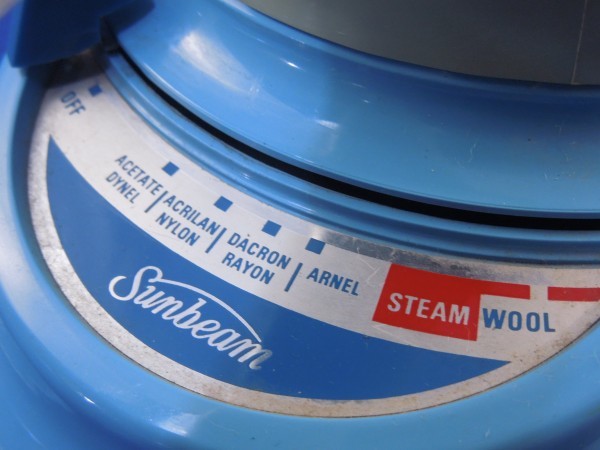 OFF
ACETATE
DYNEL
ACRILAN
NYLON
DACRON
RAYON
ARNEL
STEAM
WOOL
Sunbeam